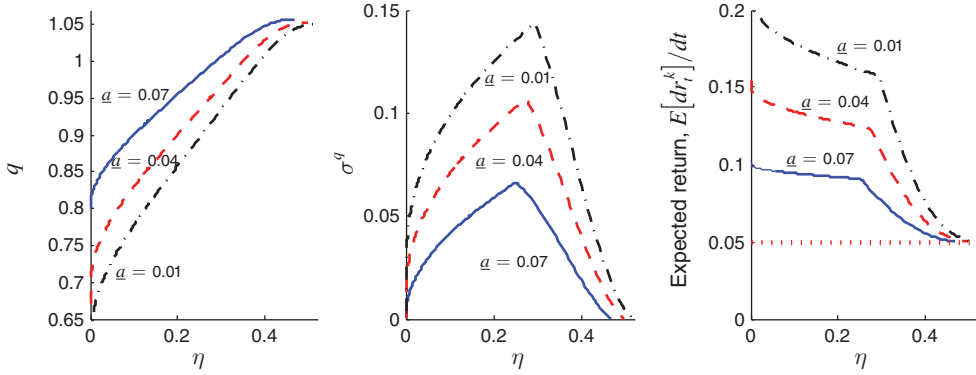 1.05
1
0.95
0.9
0.85
0.8
0.75
0.7
0.65
q
a = 0.07
a = 0.04
a = 0.01
0
0.2
0.4
η
0.15
0.1
0.05
0
σ^q
a = 0.01
a = 0.04
a = 0.07
0
0.2
0.4
η
0.2
0.15
0.1
0.05
0
Expected return, E[dr_t^k]/dt
a = 0.01
a = 0.04
a = 0.07
0
0.2
0.4
η